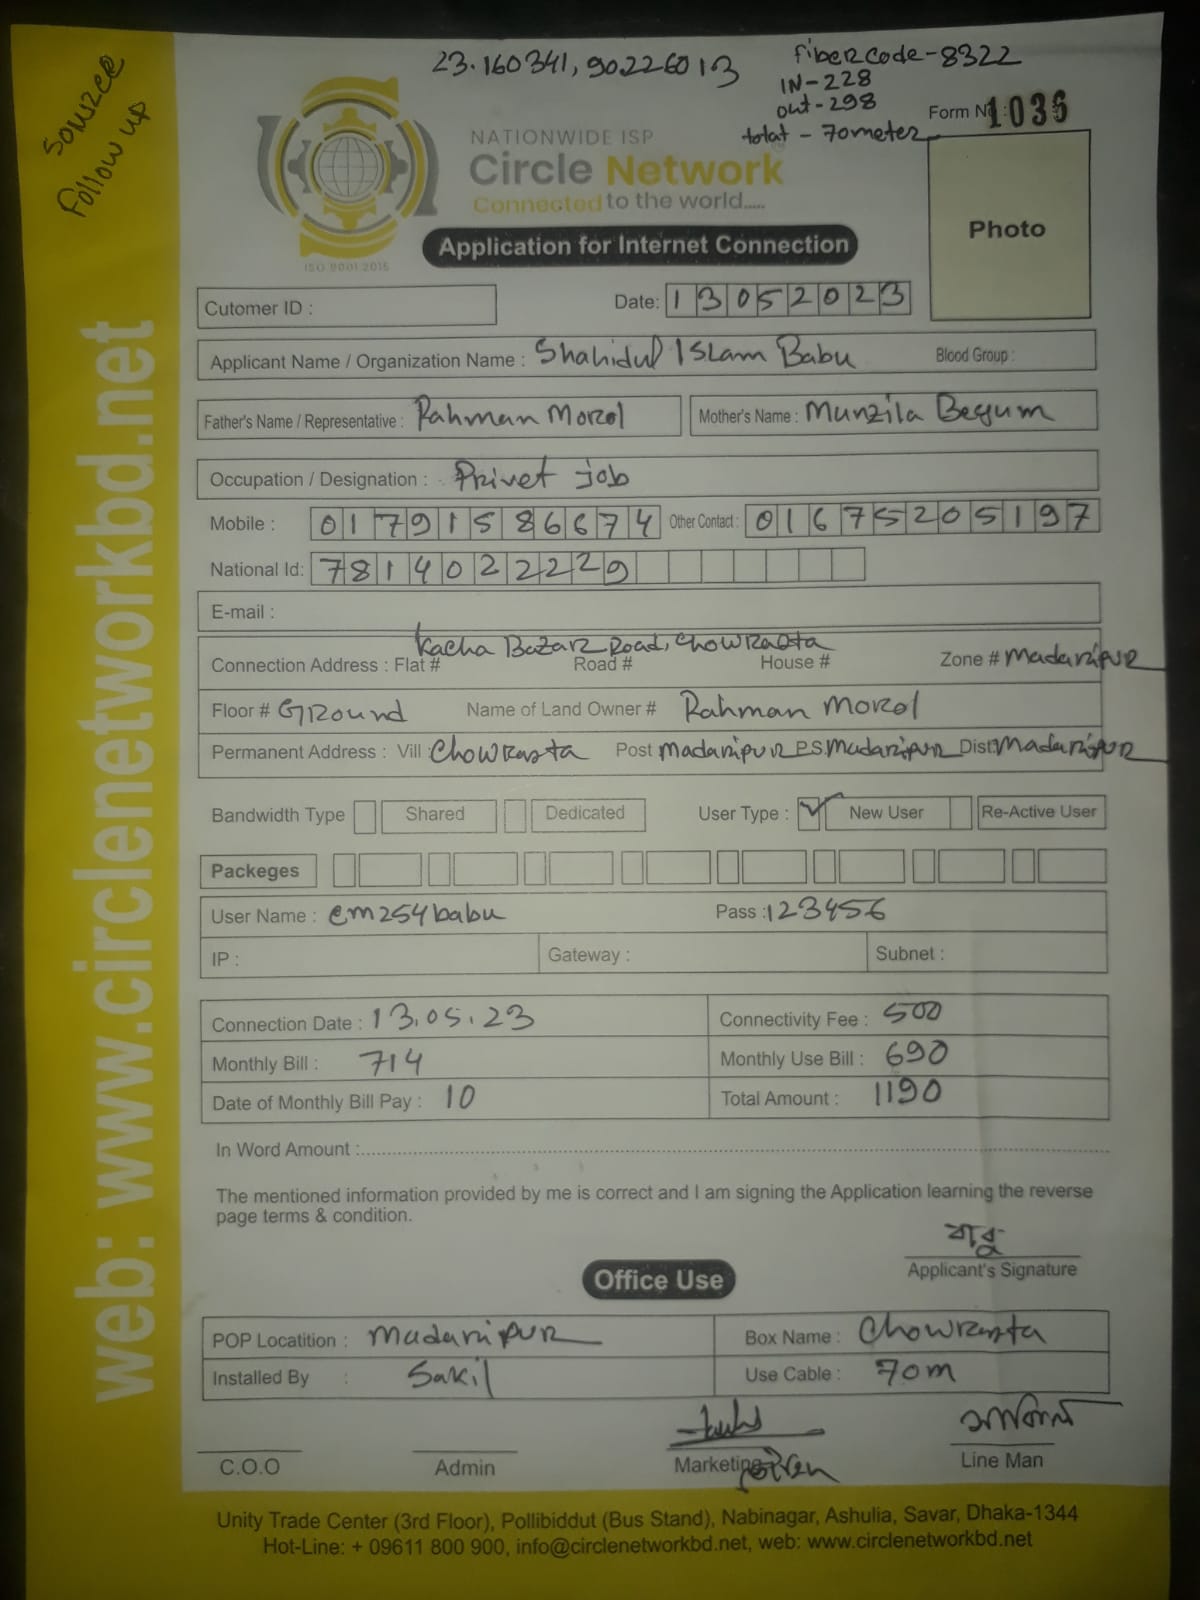 23.160341, 90.226013
fiber code-8322
IN-228
out-298
total - 70meter
Form No: 1036
Follow up
NATIONWIDE ISP
Circle Network
Connected to the world.....
ISO 9001:2015
Application for Internet Connection
Photo
Cutomer ID :
Date: 13052023
Applicant Name / Organization Name : Shahidul Islam Babu Blood Group :
Father's Name / Representative : Rahman Morol Mother's Name : Munzila Begum
Occupation / Designation : Privet job
Mobile : 01791586674 Other Contact : 01675205197
National Id: 7814022229
E-mail :
Kacha Bazar Road, Chowrasta
Connection Address : Flat # Road # House # Zone # Madaripur
Floor # Ground Name of Land Owner # Rahman Morol
Permanent Address : Vill Chowrasta Post Madaripur P.S. Madaripur Dist: Madaripur
Bandwidth Type Shared Dedicated User Type : New User Re-Active User
Packeges
User Name : cm254babu Pass : 123456
IP : Gateway : Subnet :
Connection Date : 13.05.23 Connectivity Fee : 500
Monthly Bill : 714 Monthly Use Bill : 690
Date of Monthly Bill Pay : 10 Total Amount : 1190
In Word Amount :
The mentioned information provided by me is correct and I am signing the Application learning the reverse
page terms & condition.
বাবু
Applicant's Signature
Office Use
POP Locatition : Madaripur Box Name : Chowrasta
Installed By : Sakil Use Cable : 70m
C.O.O Admin Marketing Line Man
Unity Trade Center (3rd Floor), Pollibiddut (Bus Stand), Nabinagar, Ashulia, Savar, Dhaka-1344
Hot-Line: + 09611 800 900, info@circlenetworkbd.net, web: www.circlenetworkbd.net
web: www.circlenetworkbd.net